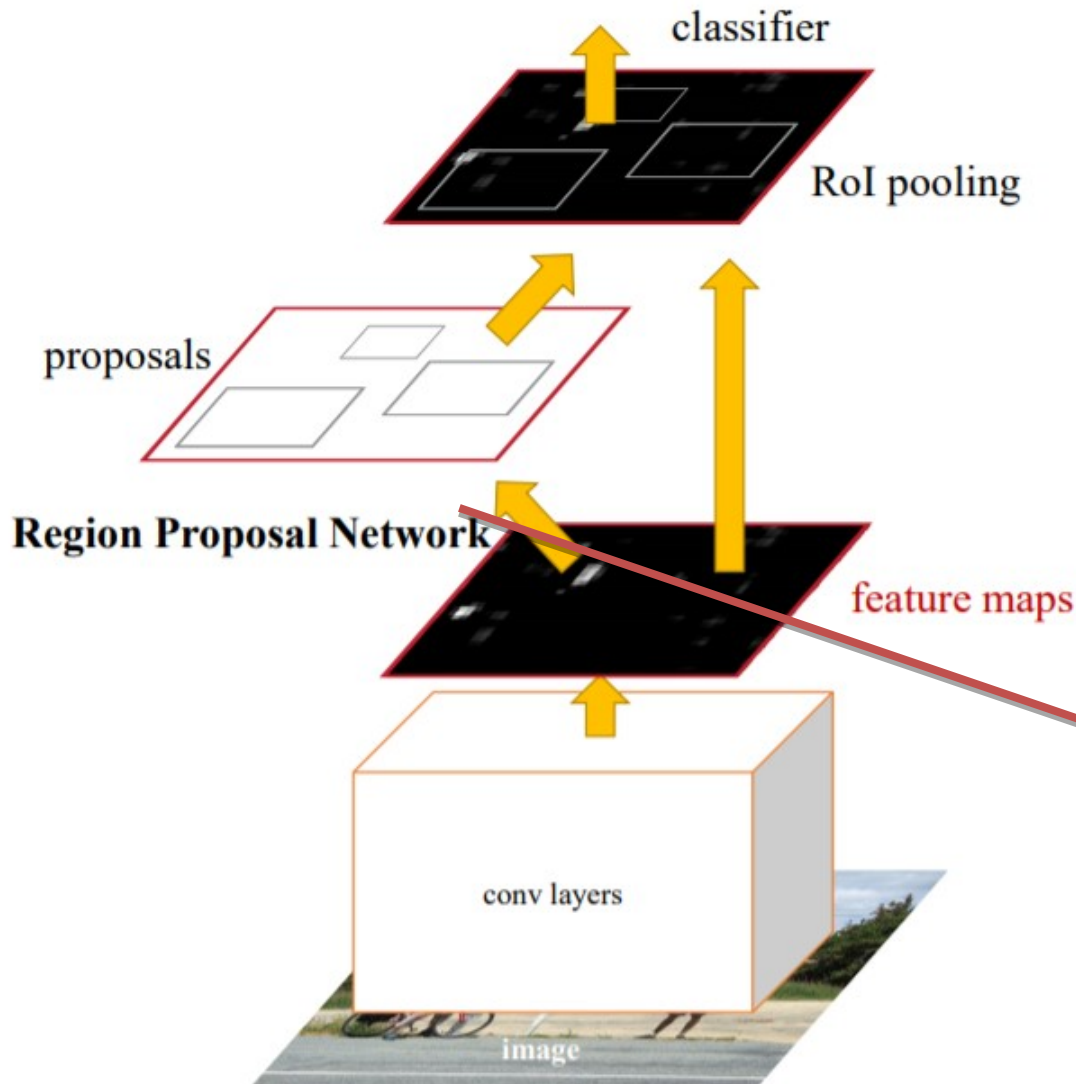 classifier
RoI pooling
proposals
Region Proposal Network
feature maps
conv layers
image